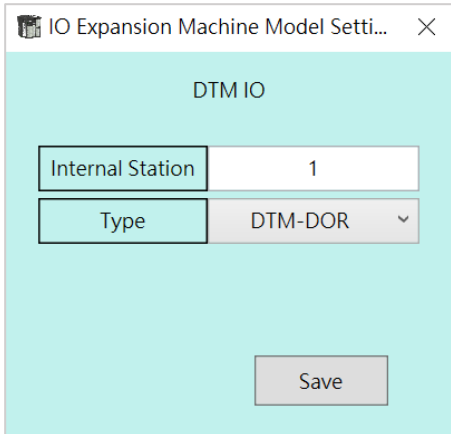 IO Expansion Machine Model Setti...
DTM IO
Internal Station 1
Type DTM-DOR
Save